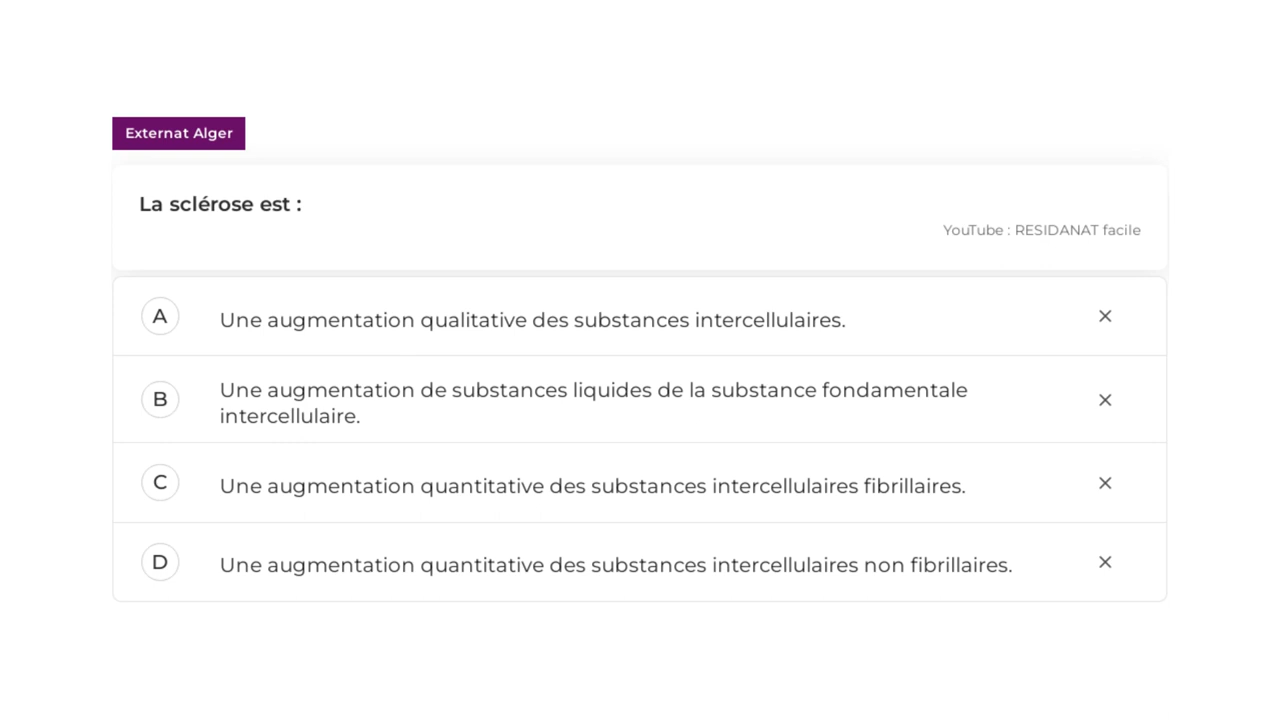 Externat Alger
La sclérose est :
YouTube : RESIDANAT facile
A
Une augmentation qualitative des substances intercellulaires.
B
Une augmentation de substances liquides de la substance fondamentale
intercellulaire.
C
Une augmentation quantitative des substances intercellulaires fibrillaires.
D
Une augmentation quantitative des substances intercellulaires non fibrillaires.